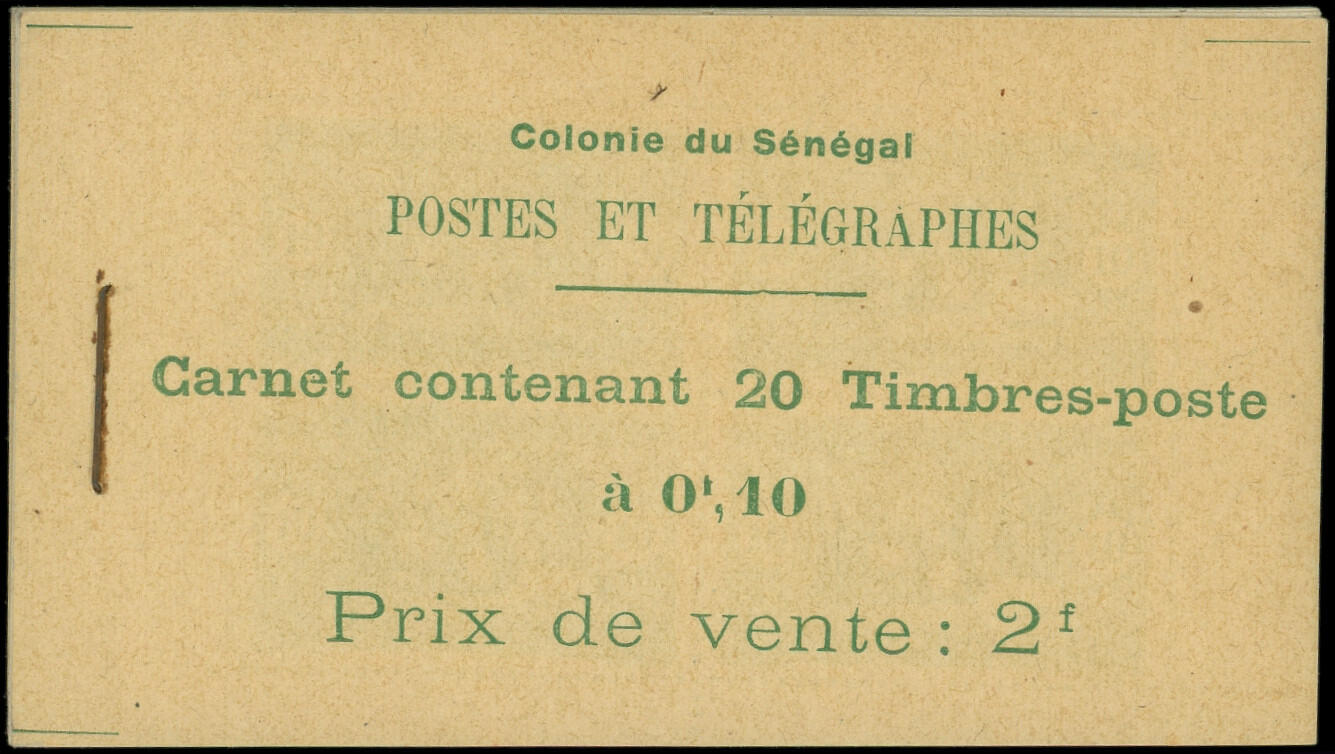 Colonie du Sénégal
POSTES ET TÉLÉGRAPHES
Carnet contenant 20 Timbres-poste
à 0f,10
Prix de vente : 2f